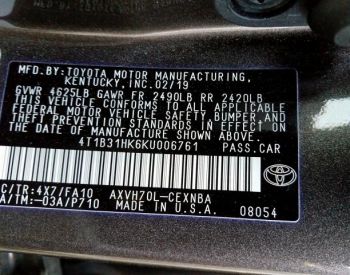 MFD.BY:TOYOTA MOTOR MANUFACTURING,
KENTUCKY,INC.02/19
GVWR 4625LB GAWR FR 2490LB RR 2420LB
THIS VEHICLE CONFORMS TO ALL APPLICABLE
FEDERAL MOTOR VEHICLE SAFETY, BUMPER, AND
THEFT PREVENTION STANDARDS IN EFFECT ON
THE DATE OF MANUFACTURE SHOWN ABOVE.
4T1B31HK6KU006761 PASS.CAR
C/TR:4X7/FA10 AXVH70L-CEXNBA
A/TM:-03A/P710 MADE IN U.S.A. 08054